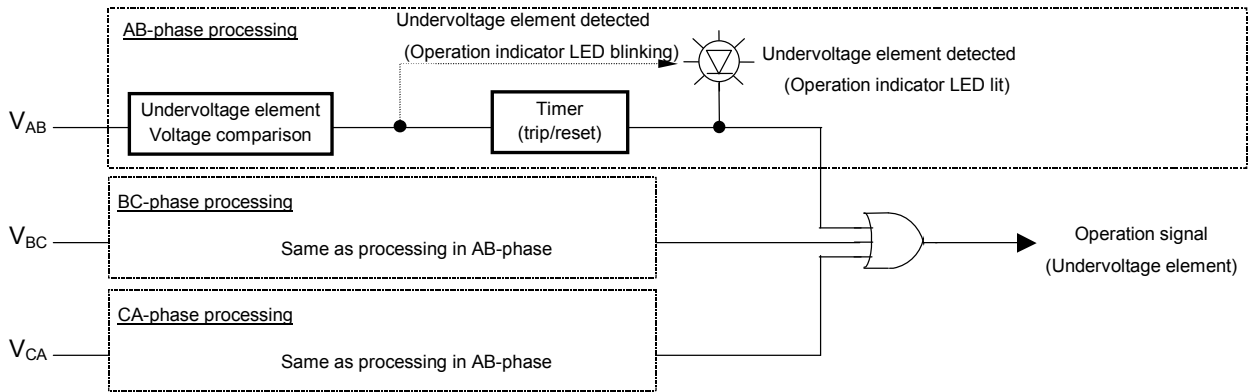 AB-phase processing
Undervoltage element detected
(Operation indicator LED blinking)
Undervoltage element detected
(Operation indicator LED lit)
VAB
Undervoltage element
Voltage comparison
Timer
(trip/reset)
BC-phase processing
VBC
Same as processing in AB-phase
Operation signal
(Undervoltage element)
CA-phase processing
VCA
Same as processing in AB-phase